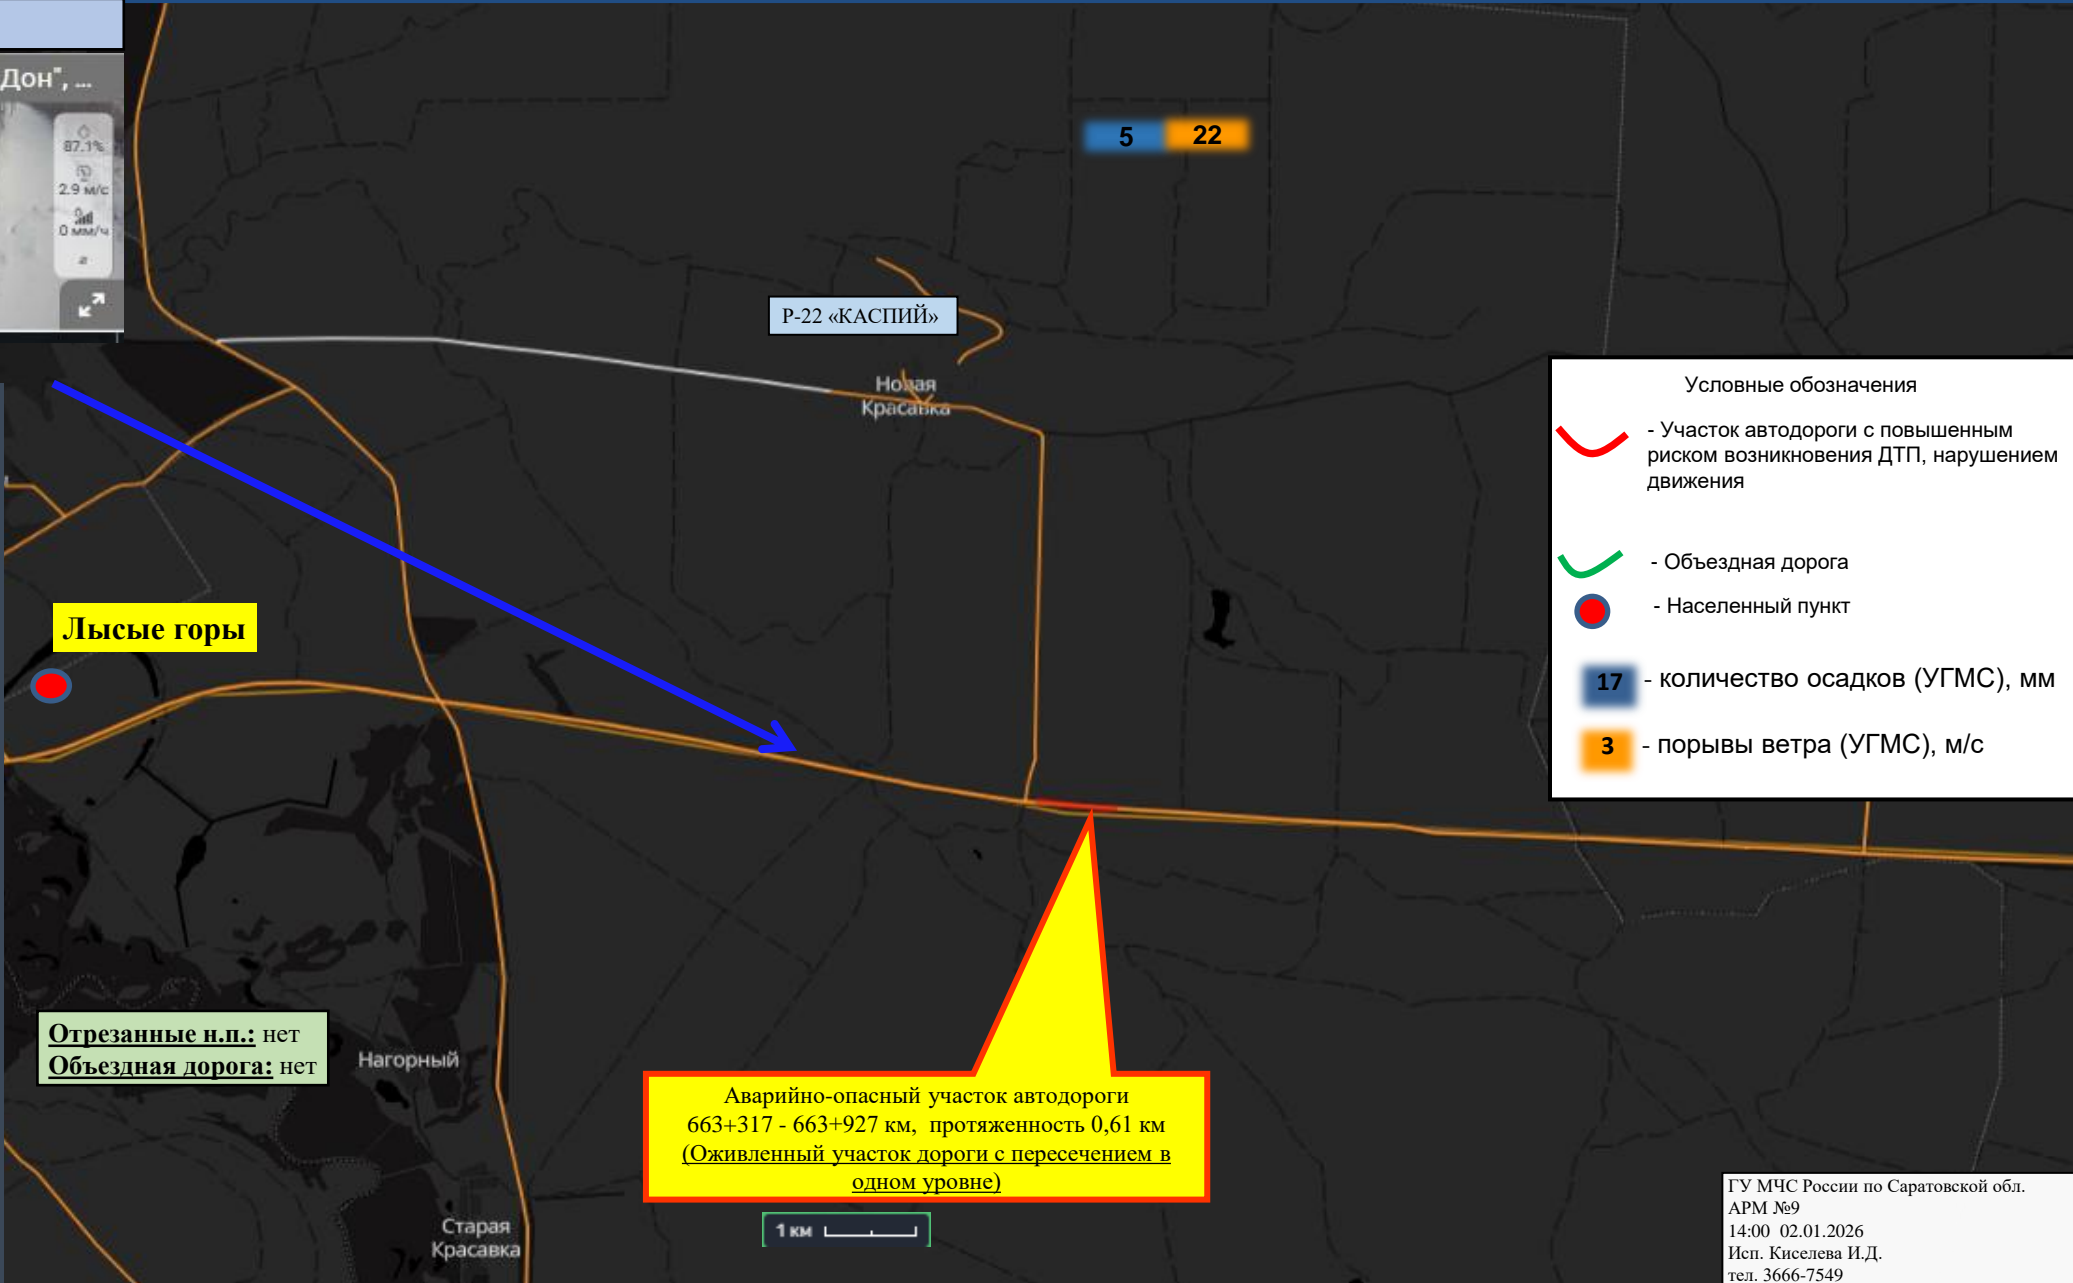 Дон", ...
87.1%
2.9 м/с
0 мм/ч
5 22
Р-22 «КАСПИЙ»
Новая
Красавка
Условные обозначения
- Участок автодороги с повышенным
риском возникновения ДТП, нарушением
движения
- Объездная дорога
- Населенный пункт
17 - количество осадков (УГМС), мм
3 - порывы ветра (УГМС), м/с
Лысые горы
Отрезанные н.п.: нет
Объездная дорога: нет
Нагорный
Аварийно-опасный участок автодороги
663+317 - 663+927 км, протяженность 0,61 км
(Оживленный участок дороги с пересечением в
одном уровне)
Старая
Красавка
1 км
ГУ МЧС России по Саратовской обл.
АРМ №9
14:00 02.01.2026
Исп. Киселева И.Д.
тел. 3666-7549